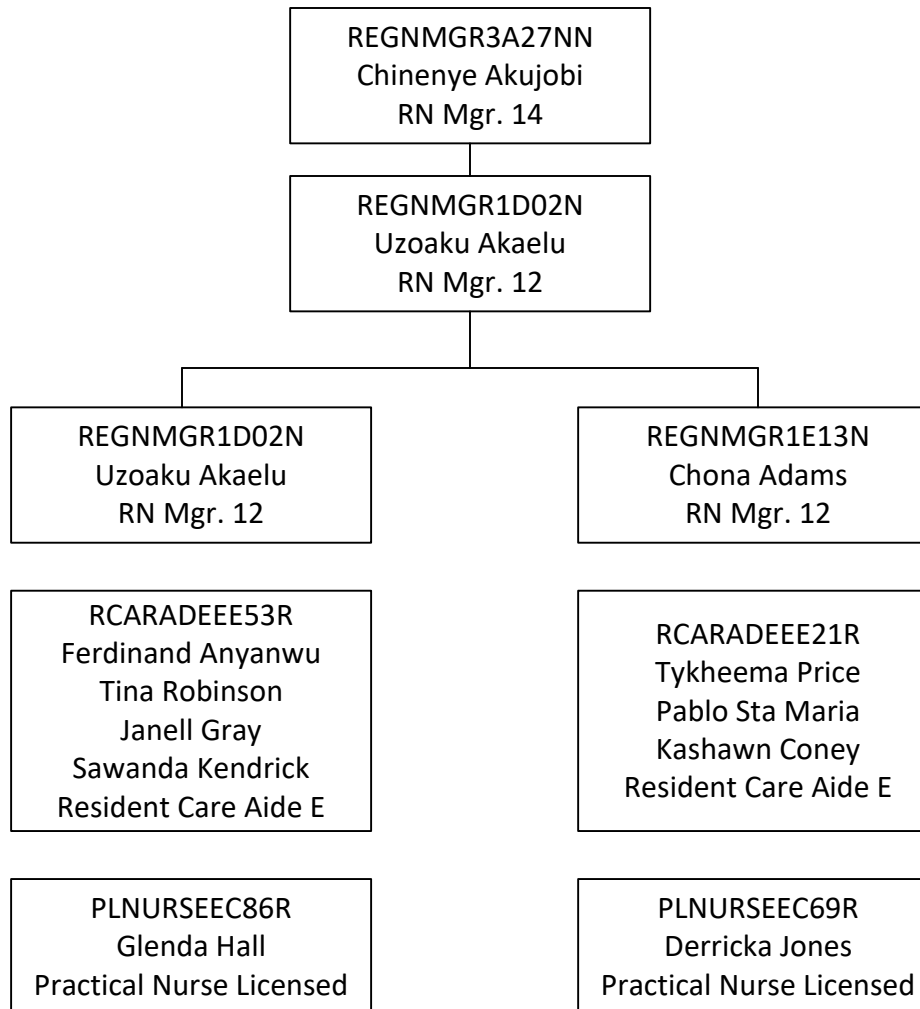 REGNMGR3A27NN
Chinenye Akujobi
RN Mgr. 14
REGNMGR1D02N
Uzoaku Akaelu
RN Mgr. 12
REGNMGR1D02N
Uzoaku Akaelu
RN Mgr. 12
REGNMGR1E13N
Chona Adams
RN Mgr. 12
RCARADEEE53R
Ferdinand Anyanwu
Tina Robinson
Janell Gray
Sawanda Kendrick
Resident Care Aide E
RCARADEEE21R
Tykheema Price
Pablo Sta Maria
Kashawn Coney
Resident Care Aide E
PLNURSEEC86R
Glenda Hall
Practical Nurse Licensed
PLNURSEEC69R
Derricka Jones
Practical Nurse Licensed